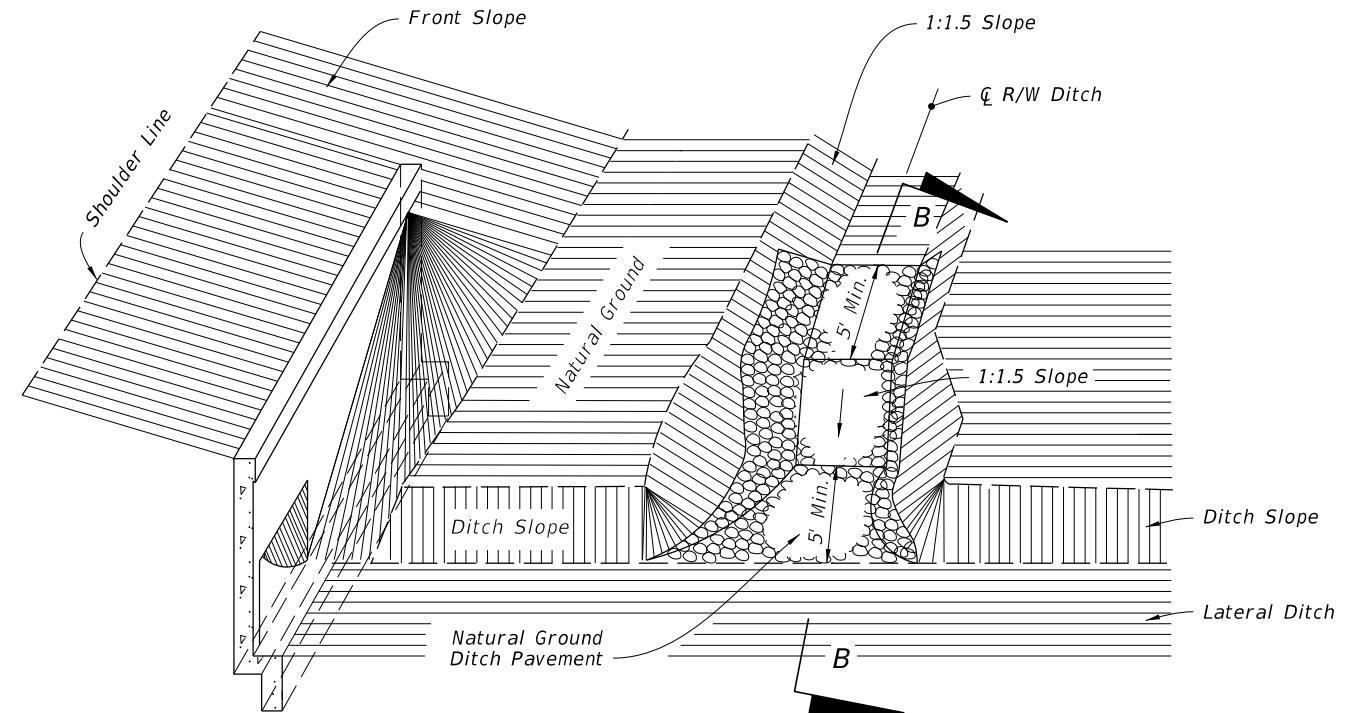 Front Slope
1:1.5 Slope
℄ R/W Ditch
Shoulder Line
B
Natural Ground
5' Min.
1:1.5 Slope
Ditch Slope
5' Min.
Ditch Slope
Lateral Ditch
Natural Ground
Ditch Pavement
B